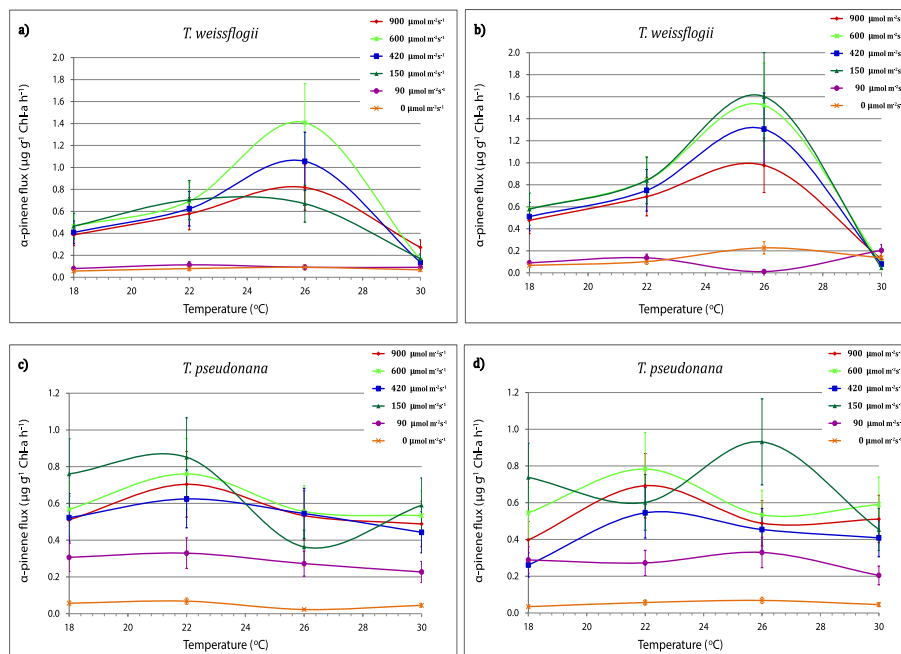 a)
T. weissflogii
900 µmol m⁻²s⁻¹
600 µmol m⁻²s⁻¹
420 µmol m⁻²s⁻¹
150 µmol m⁻²s⁻¹
90 µmol m⁻²s⁻¹
0 µmol m⁻²s⁻¹
α-pinene flux (µg g⁻¹ Chl-a h⁻¹)
2.0
1.8
1.6
1.4
1.2
1.0
0.8
0.6
0.4
0.2
0.0
18 20 22 24 26 28 30
Temperature (°C)
b)
T. weissflogii
900 µmol m⁻²s
600 µmol m⁻²s
420 µmol m⁻²s
150 µmol m⁻²s
90 µmol m⁻²s
0 µmol m⁻²s
α-pinene flux (µg g⁻¹ Chl-a h⁻¹)
2.0
1.8
1.6
1.4
1.2
1.0
0.8
0.6
0.4
0.2
0.0
18 20 22 24 26 28 30
Temperature (°C)
c)
T. pseudonana
900 µmol m⁻²s⁻¹
600 µmol m⁻²s⁻¹
420 µmol m⁻²s⁻¹
150 µmol m⁻²s⁻¹
90 µmol m⁻²s⁻¹
0 µmol m⁻²s⁻¹
α-pinene flux (µg g⁻¹ Chl-a h⁻¹)
1.2
1.0
0.8
0.6
0.4
0.2
0.0
18 20 22 24 26 28 30
Temperature (°C)
d)
T. pseudonana
900 µmol m⁻²s⁻¹
600 µmol m⁻²s⁻¹
420 µmol m⁻²s⁻¹
150 µmol m⁻²s⁻¹
90 µmol m⁻²s⁻¹
0 µmol m⁻²s⁻¹
α-pinene flux (µg g⁻¹ Chl-a h⁻¹)
1.2
1.0
0.8
0.6
0.4
0.2
0.0
18 20 22 24 26 28 30
Temperature (°C)